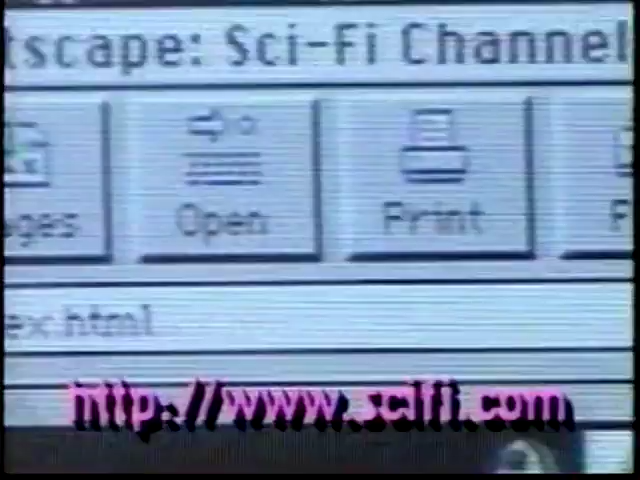 tscape: Sci-Fi Channel
ages Open Print F
ex.html
http://www.scifi.com